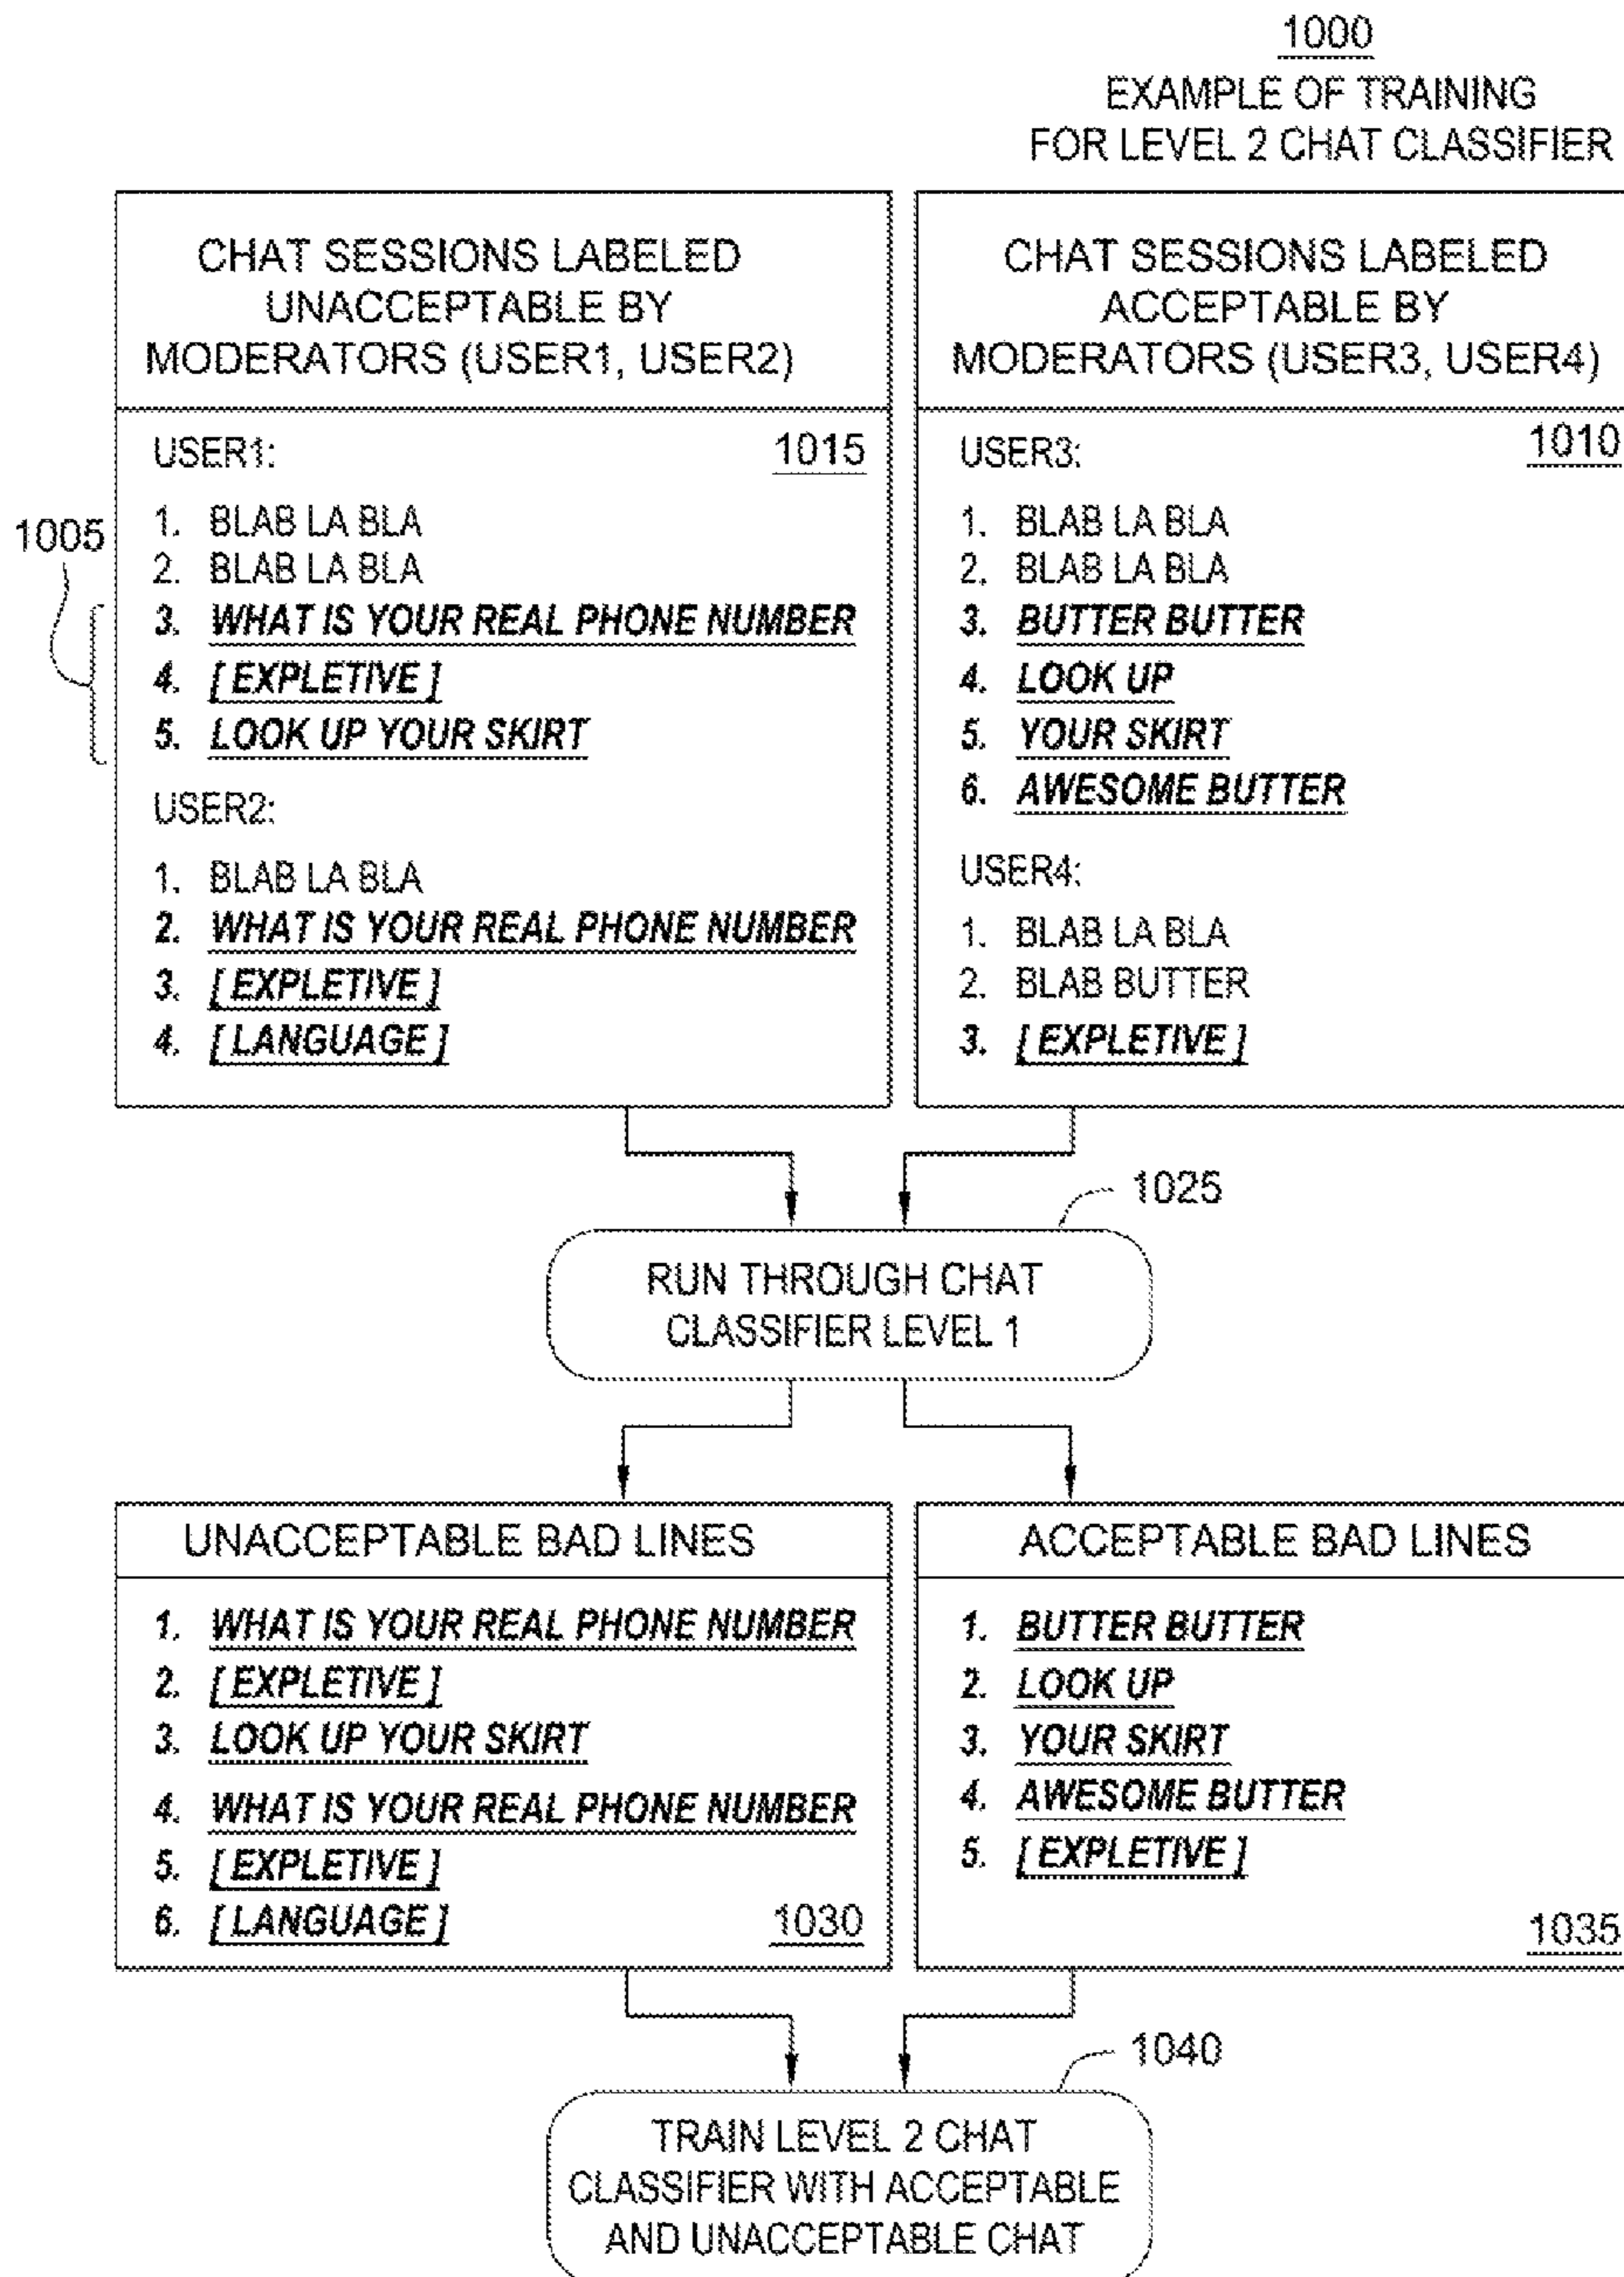 1000
EXAMPLE OF TRAINING
FOR LEVEL 2 CHAT CLASSIFIER
CHAT SESSIONS LABELED
UNACCEPTABLE BY
MODERATORS (USER1, USER2)
1015
USER1:
1005
1. BLAB LA BLA
2. BLAB LA BLA
3. WHAT IS YOUR REAL PHONE NUMBER
4. [ EXPLETIVE ]
5. LOOK UP YOUR SKIRT
USER2:
1. BLAB LA BLA
2. WHAT IS YOUR REAL PHONE NUMBER
3. [ EXPLETIVE ]
4. [ LANGUAGE ]
CHAT SESSIONS LABELED
ACCEPTABLE BY
MODERATORS (USER3, USER4)
1010
USER3:
1. BLAB LA BLA
2. BLAB LA BLA
3. BUTTER BUTTER
4. LOOK UP
5. YOUR SKIRT
6. AWESOME BUTTER
USER4:
1. BLAB LA BLA
2. BLAB BUTTER
3. [ EXPLETIVE ]
1025
RUN THROUGH CHAT
CLASSIFIER LEVEL 1
UNACCEPTABLE BAD LINES
1. WHAT IS YOUR REAL PHONE NUMBER
2. [ EXPLETIVE ]
3. LOOK UP YOUR SKIRT
4. WHAT IS YOUR REAL PHONE NUMBER
5. [ EXPLETIVE ]
6. [ LANGUAGE ]
1030
ACCEPTABLE BAD LINES
1. BUTTER BUTTER
2. LOOK UP
3. YOUR SKIRT
4. AWESOME BUTTER
5. [ EXPLETIVE ]
1035
1040
TRAIN LEVEL 2 CHAT
CLASSIFIER WITH ACCEPTABLE
AND UNACCEPTABLE CHAT